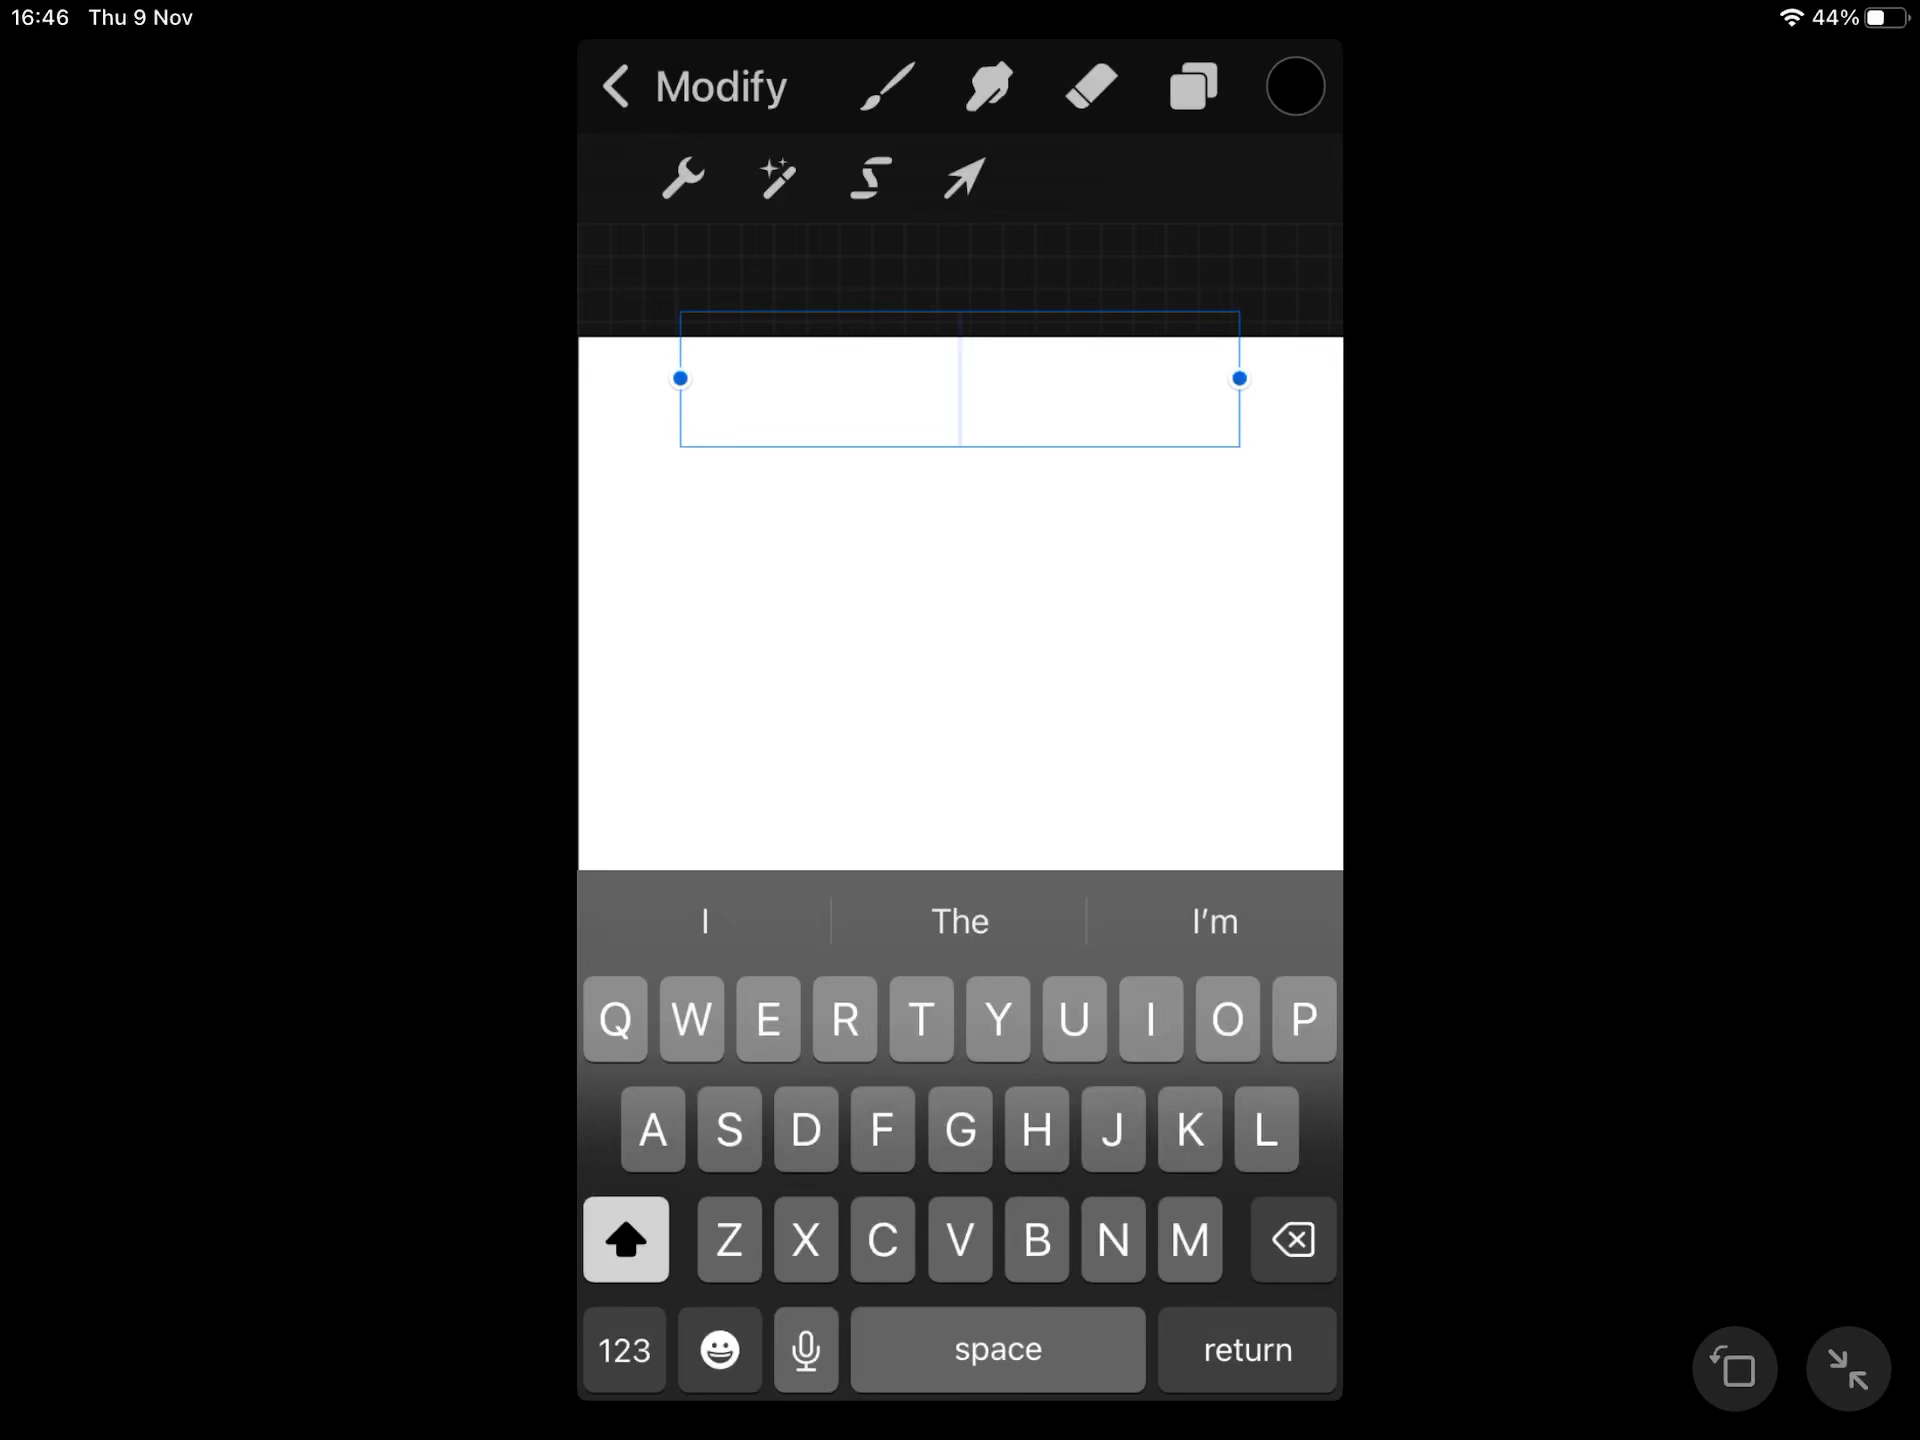 16:46 Thu 9 Nov 44%
Modify
I The I'm
Q W E R T Y U I O P
A S D F G H J K L
Z X C V B N M
123 space return